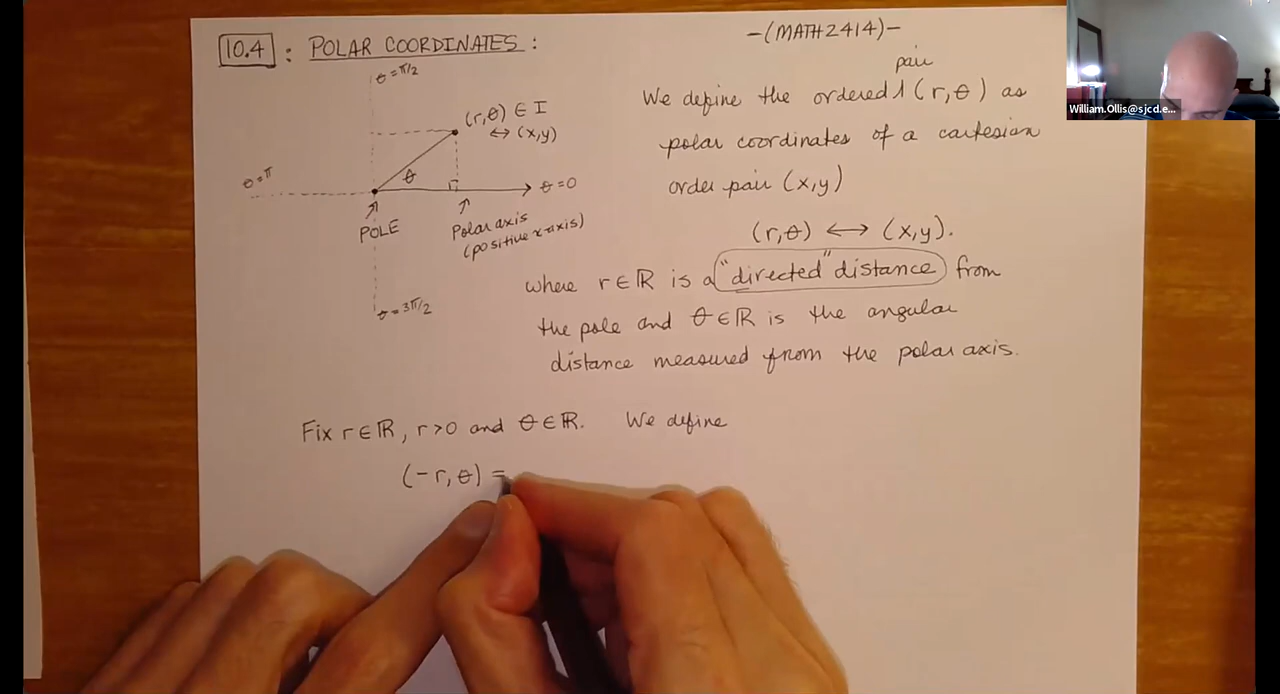 10.4 : POLAR COORDINATES :
-(MATH2414)-
θ=π/2
(r,θ) ∈ I
↔ (x,y)
θ
θ=π
θ=0
POLE
Polar axis
(positive x-axis)
θ=3π/2
pair
We define the ordered (r,θ) as
polar coordinates of a cartesian
order pair (x,y)
(r,θ) ⟷ (x,y).
where r∈ℝ is a "directed" distance from
the pole and θ∈ℝ is the angular
distance measured from the polar axis.
Fix r∈ℝ, r>0 and θ∈ℝ. We define
(-r,θ) =
William.Ollis@sjcd.e...